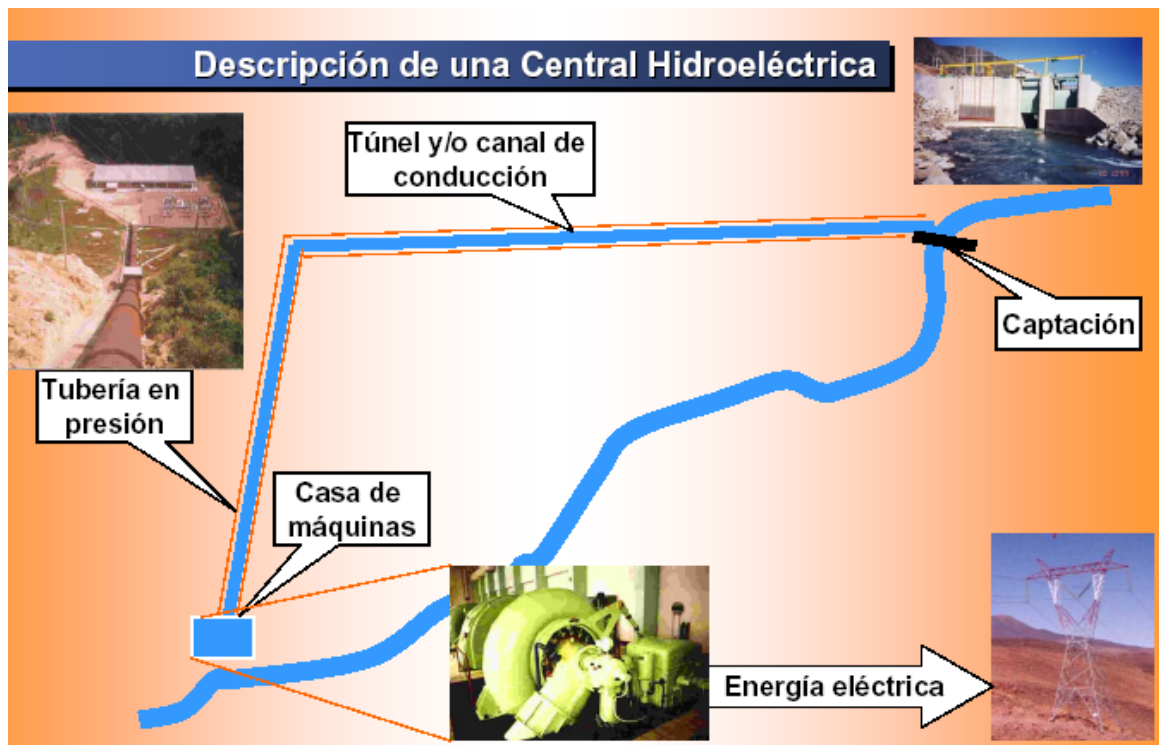 Descripción de una Central Hidroeléctrica
Túnel y/o canal de
conducción
Captación
Tubería en
presión
Casa de
máquinas
Energía eléctrica